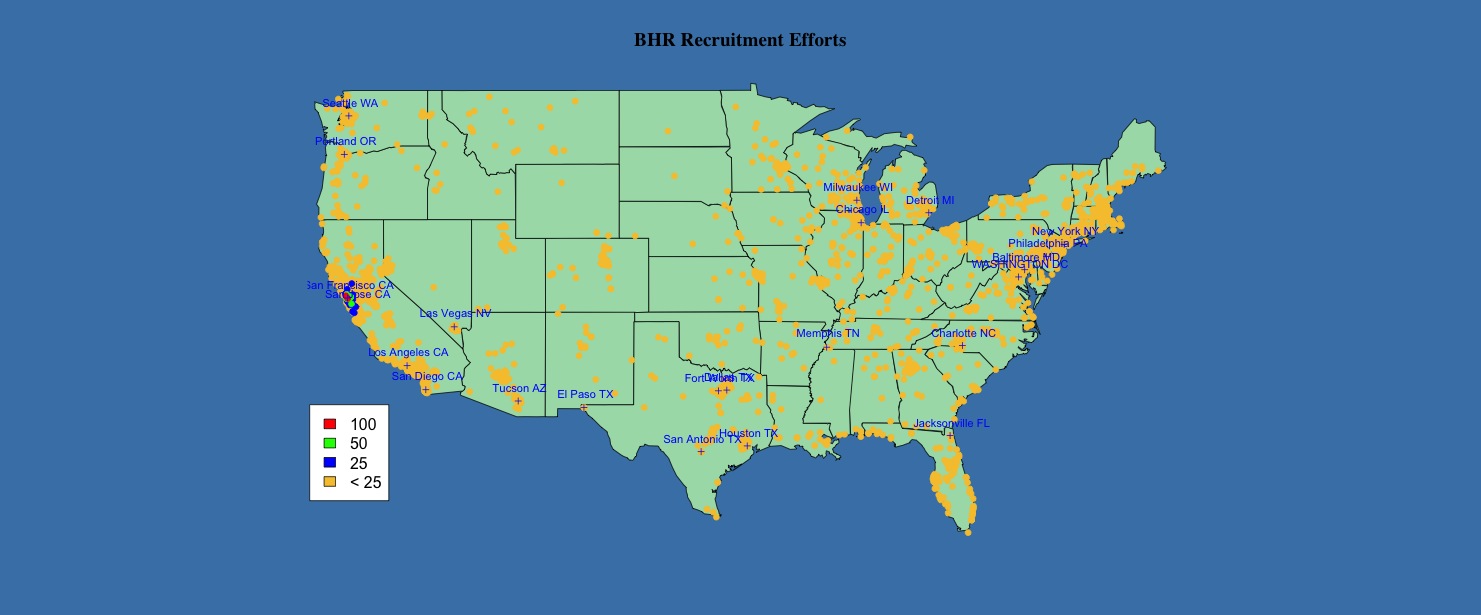 BHR Recruitment Efforts
Seattle WA
Portland OR
Milwaukee WI
Detroit MI
Chicago IL
New York NY
Philadelphia PA
Baltimore MD
WASHINGTON DC
San Francisco CA
San Jose CA
Las Vegas NV
Memphis TN
Charlotte NC
Los Angeles CA
San Diego CA
Fort Worth TX
Dallas TX
Tucson AZ
El Paso TX
Jacksonville FL
Houston TX
San Antonio TX
100
50
25
< 25